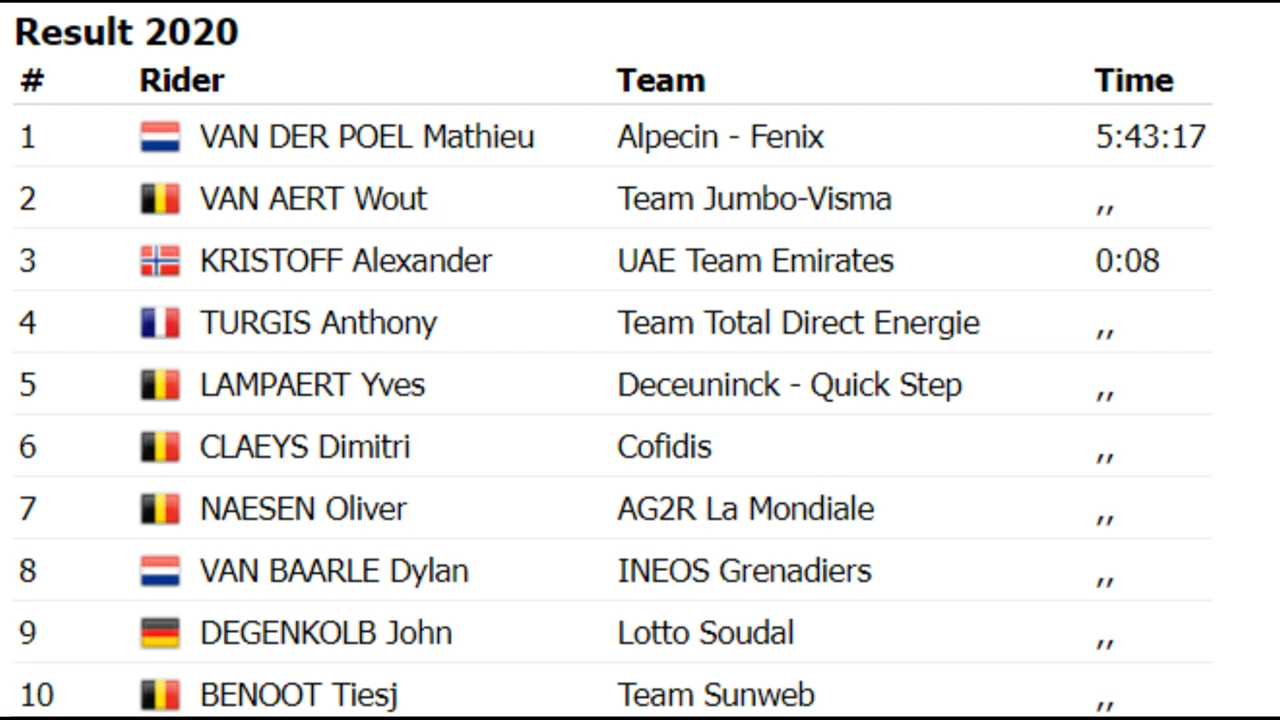 Result 2020
# Rider Team Time
1 VAN DER POEL Mathieu Alpecin - Fenix 5:43:17
2 VAN AERT Wout Team Jumbo-Visma ,,
3 KRISTOFF Alexander UAE Team Emirates 0:08
4 TURGIS Anthony Team Total Direct Energie ,,
5 LAMPAERT Yves Deceuninck - Quick Step ,,
6 CLAEYS Dimitri Cofidis ,,
7 NAESEN Oliver AG2R La Mondiale ,,
8 VAN BAARLE Dylan INEOS Grenadiers ,,
9 DEGENKOLB John Lotto Soudal ,,
10 BENOOT Tiesj Team Sunweb ,,